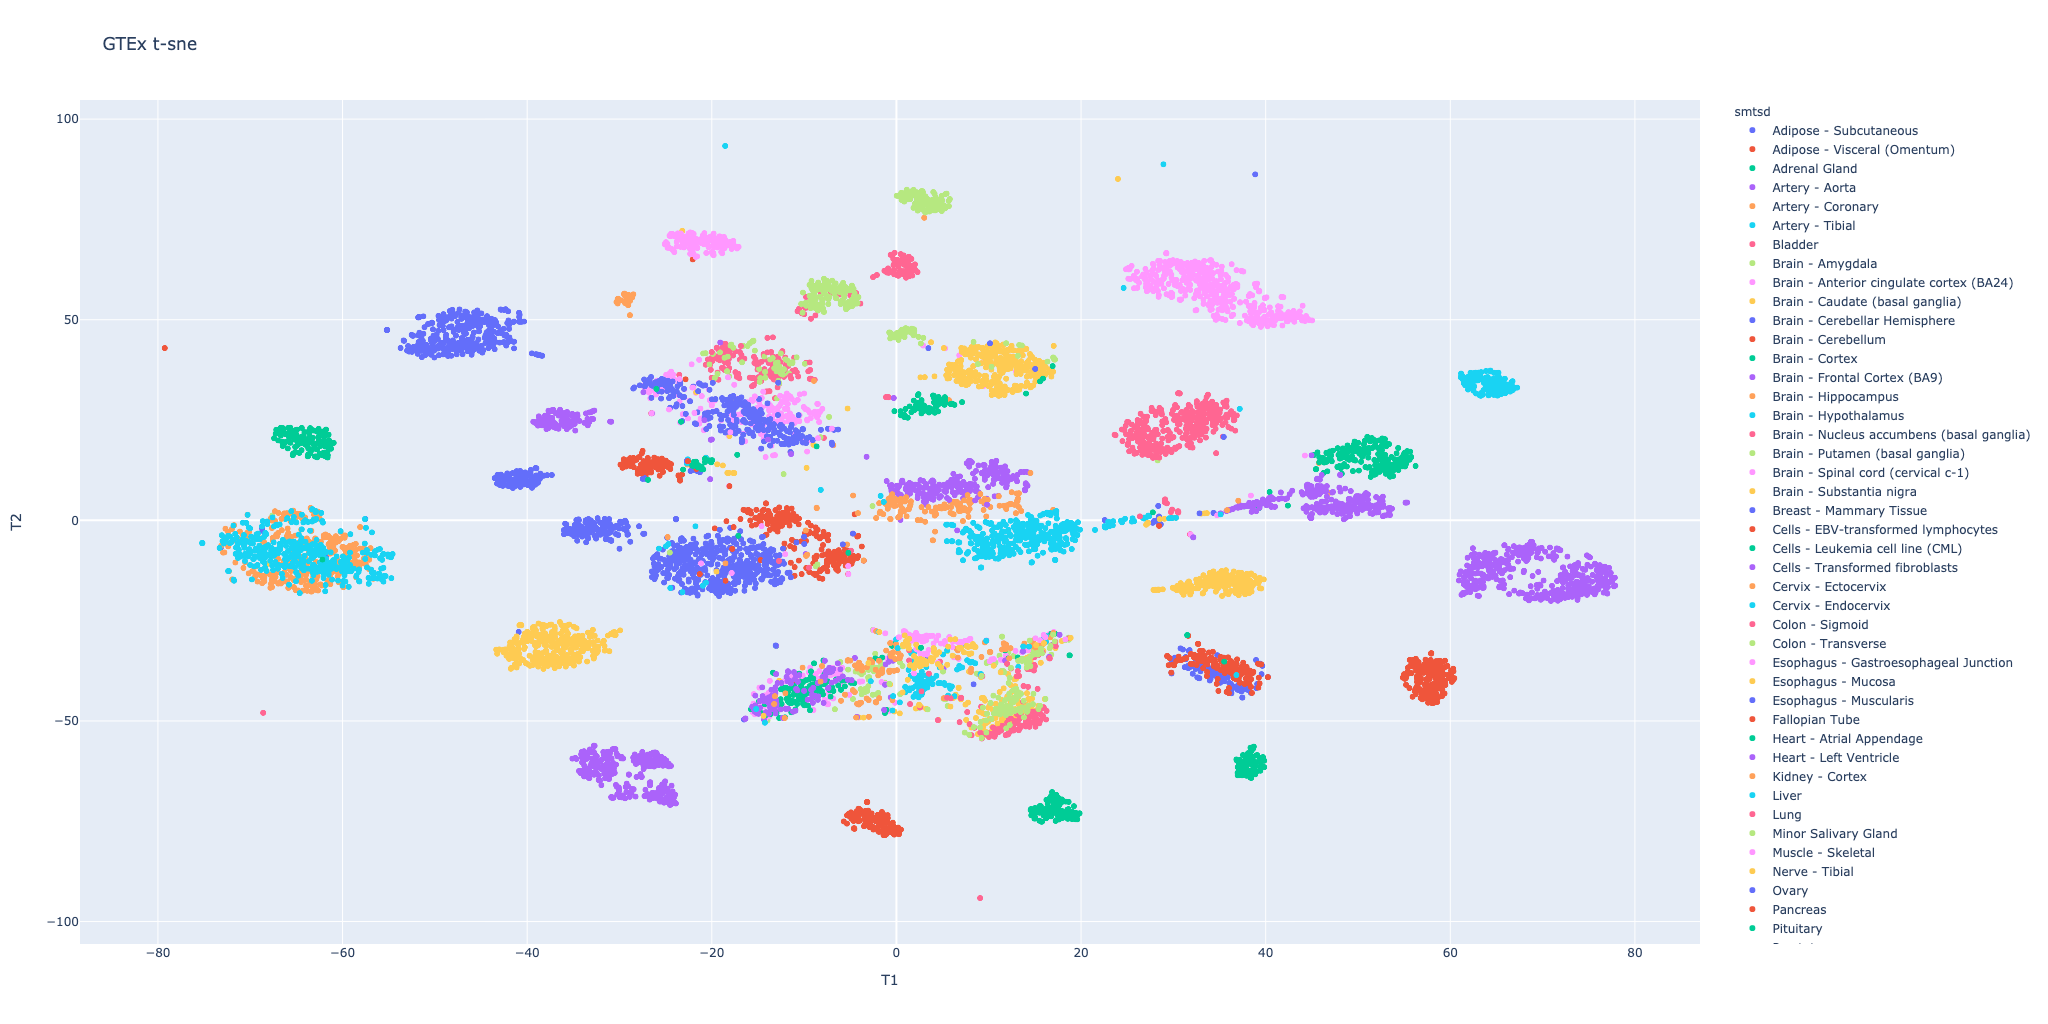 GTEx t-sne
100
50
0
−50
−100
T2
−80
−60
−40
−20
0
20
40
60
80
T1
smtsd
Adipose - Subcutaneous
Adipose - Visceral (Omentum)
Adrenal Gland
Artery - Aorta
Artery - Coronary
Artery - Tibial
Bladder
Brain - Amygdala
Brain - Anterior cingulate cortex (BA24)
Brain - Caudate (basal ganglia)
Brain - Cerebellar Hemisphere
Brain - Cerebellum
Brain - Cortex
Brain - Frontal Cortex (BA9)
Brain - Hippocampus
Brain - Hypothalamus
Brain - Nucleus accumbens (basal ganglia)
Brain - Putamen (basal ganglia)
Brain - Spinal cord (cervical c-1)
Brain - Substantia nigra
Breast - Mammary Tissue
Cells - EBV-transformed lymphocytes
Cells - Leukemia cell line (CML)
Cells - Transformed fibroblasts
Cervix - Ectocervix
Cervix - Endocervix
Colon - Sigmoid
Colon - Transverse
Esophagus - Gastroesophageal Junction
Esophagus - Mucosa
Esophagus - Muscularis
Fallopian Tube
Heart - Atrial Appendage
Heart - Left Ventricle
Kidney - Cortex
Liver
Lung
Minor Salivary Gland
Muscle - Skeletal
Nerve - Tibial
Ovary
Pancreas
Pituitary